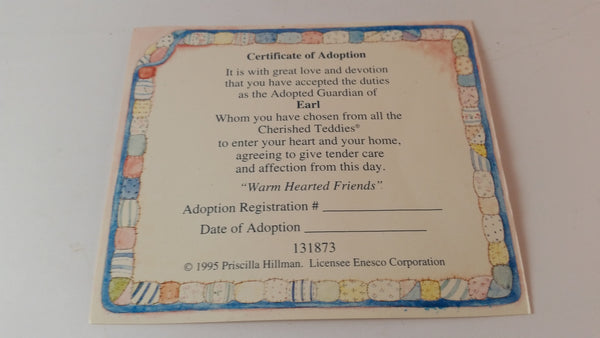 Certificate of Adoption
It is with great love and devotion
that you have accepted the duties
as the Adopted Guardian of
Earl
Whom you have chosen from all the
Cherished Teddies®
to enter your heart and your home,
agreeing to give tender care
and affection from this day.
"Warm Hearted Friends"
Adoption Registration #
Date of Adoption
131873
© 1995 Priscilla Hillman. Licensee Enesco Corporation